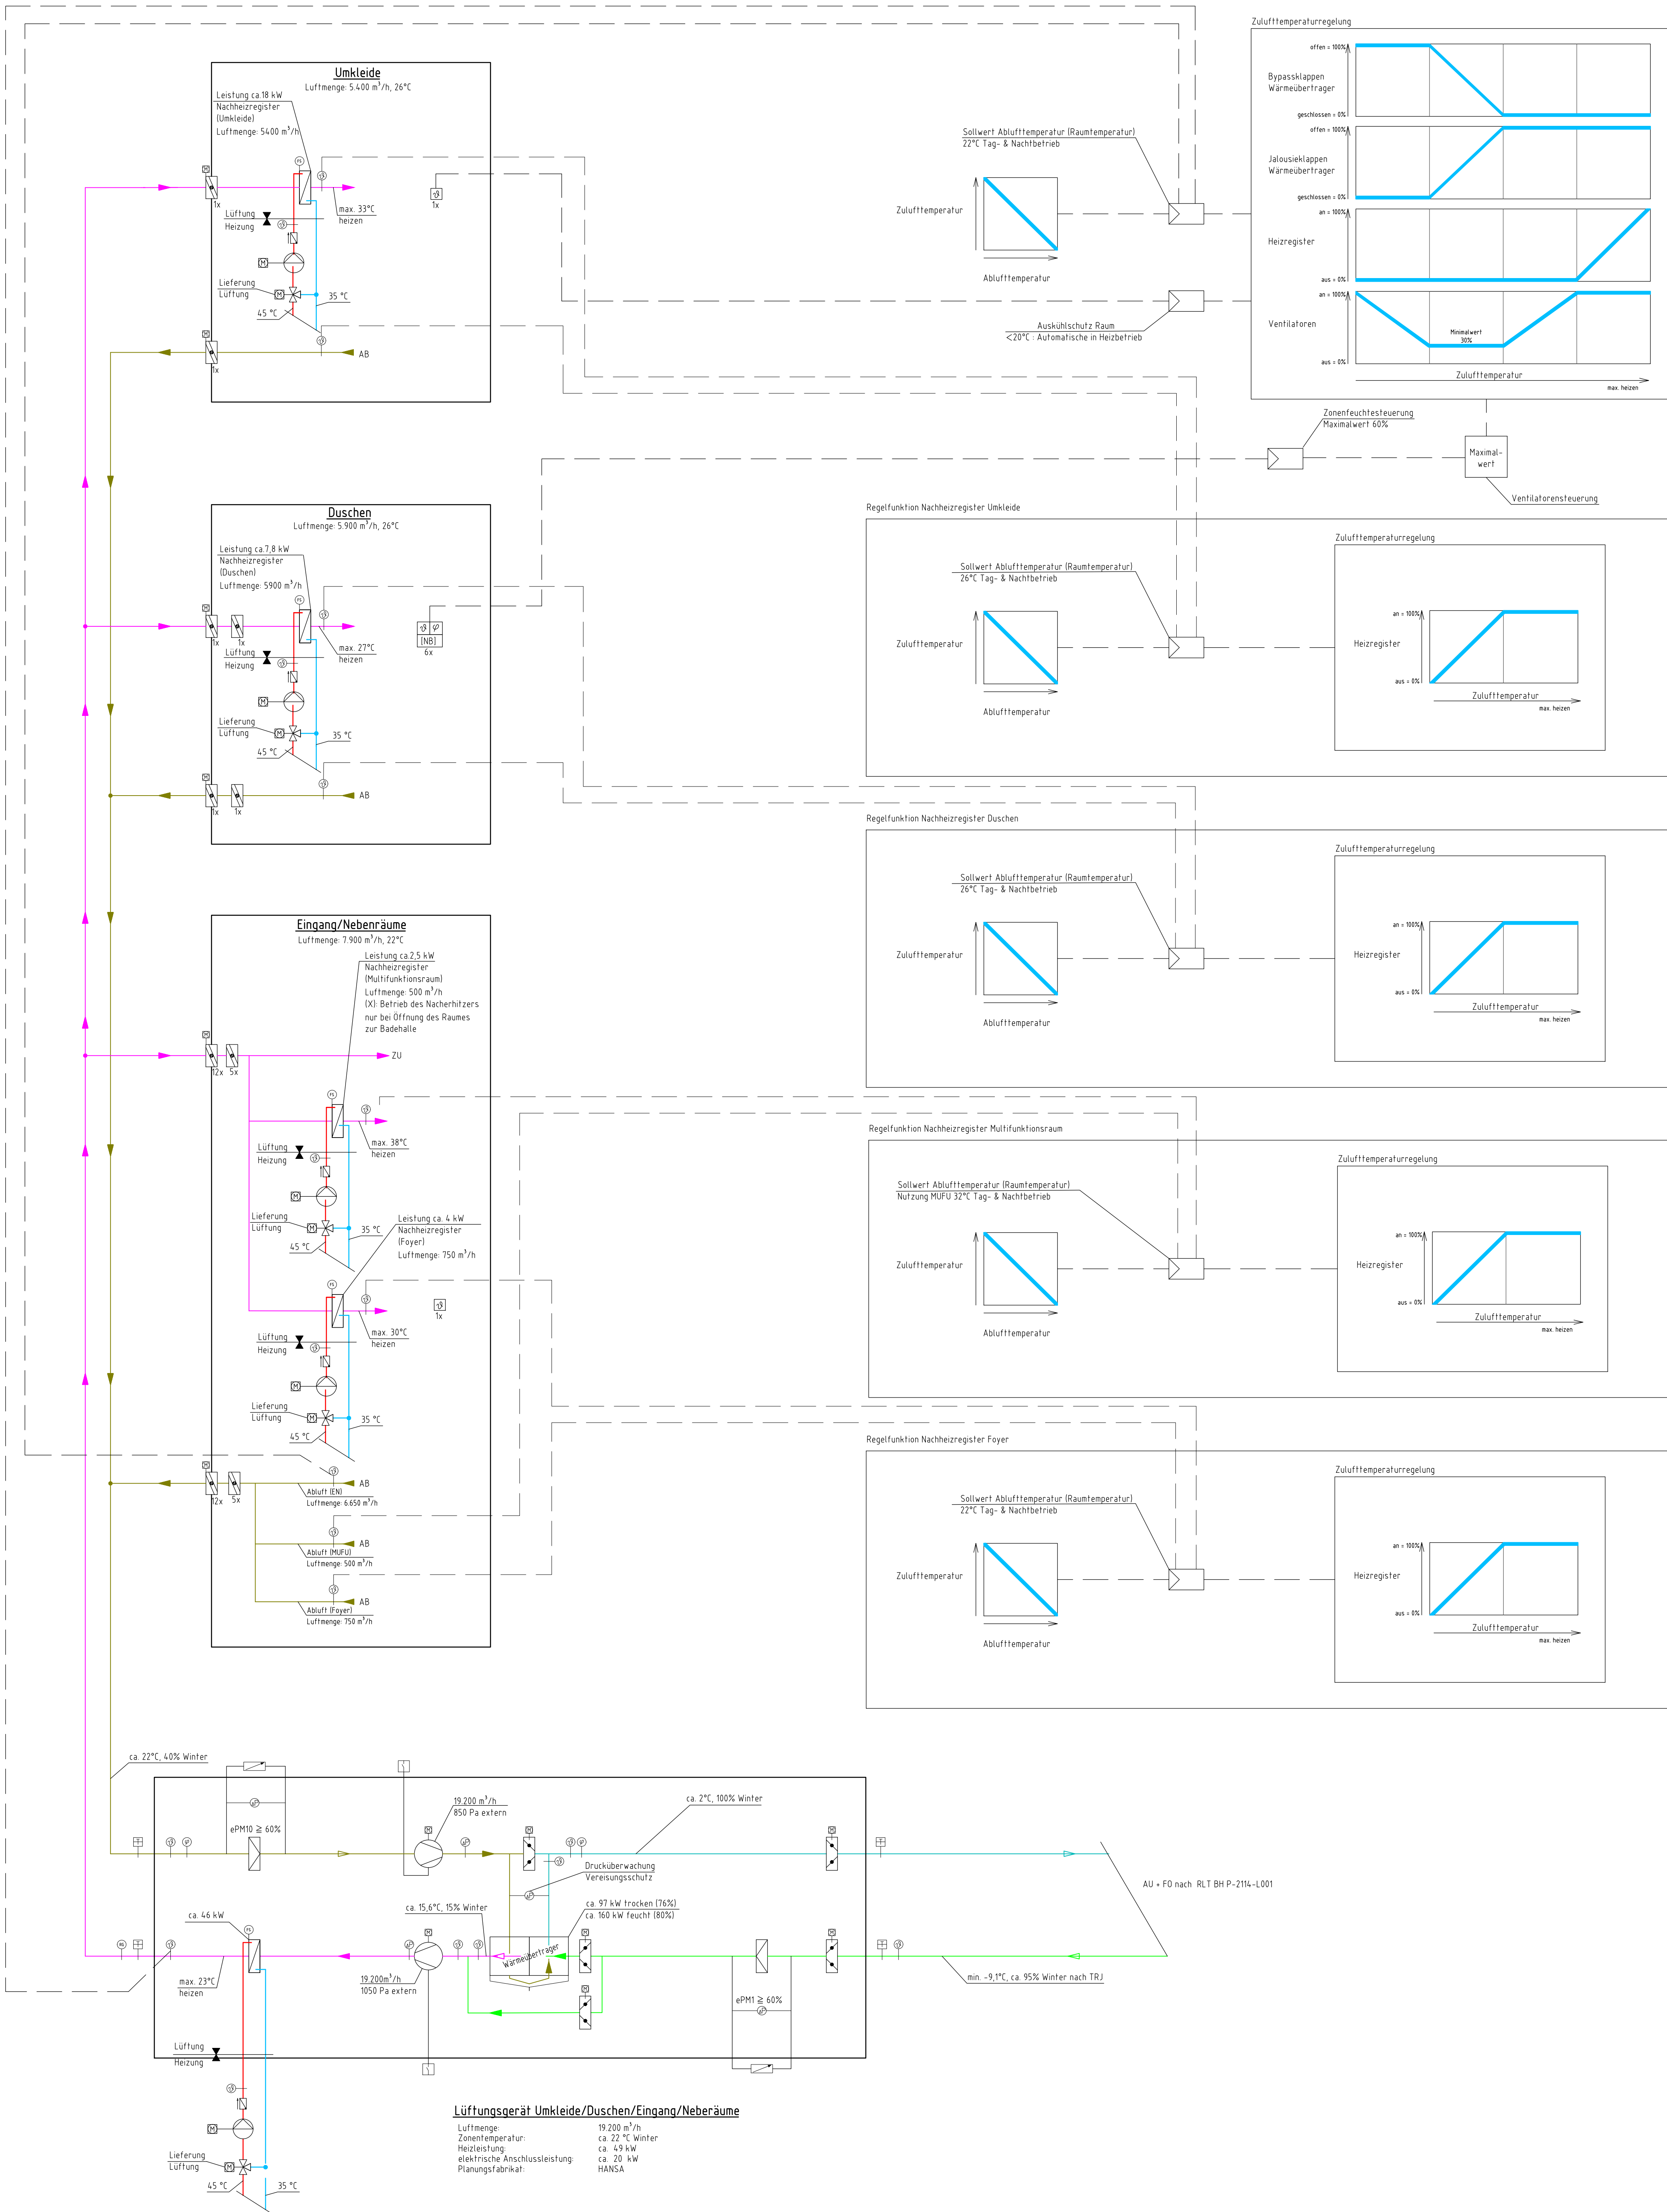 Zulufttemperaturregelung
offen = 100%
Bypassklappen
Wärmeübertrager
geschlossen = 0%
offen = 100%
Jalousieklappen
Wärmeübertrager
geschlossen = 0%
an = 100%
Heizregister
aus = 0%
an = 100%
Ventilatoren
Minimalwert
30%
aus = 0%
Zulufttemperatur
max. heizen
Sollwert Ablufttemperatur (Raumtemperatur)
22°C Tag- & Nachtbetrieb
Zulufttemperatur
Ablufttemperatur
Auskühlschutz Raum
<20°C : Automatische in Heizbetrieb
Zonenfeuchtesteuerung
Maximalwert 60%
Maximal-
wert
Ventilatorensteuerung
Umkleide
Luftmenge: 5.400 m³/h, 26°C
Leistung ca.18 kW
Nachheizregister
(Umkleide)
Luftmenge: 5400 m³/h
M
FS
ϑ
1x
max. 33°C
heizen
Lüftung
Heizung
ϑ
M
Lieferung
Lüftung
M
35 °C
45 °C
ϑ
1x
M
ϑ
AB
1x
Duschen
Luftmenge: 5.900 m³/h, 26°C
Leistung ca.7,8 kW
Nachheizregister
(Duschen)
Luftmenge: 5900 m³/h
M
FS
ϑ
1x
1x
max. 27°C
heizen
ϑ φ
[NB]
6x
Lüftung
Heizung
ϑ
M
Lieferung
Lüftung
M
35 °C
45 °C
M
ϑ
AB
1x
1x
Eingang/Nebenräume
Luftmenge: 7.900 m³/h, 22°C
Leistung ca.2,5 kW
Nachheizregister
(Multifunktionsraum)
Luftmenge: 500 m³/h
(X): Betrieb des Nacherhitzers
nur bei Öffnung des Raumes
zur Badehalle
M
ZU
12x
5x
FS
ϑ
max. 38°C
heizen
Lüftung
Heizung
ϑ
M
Lieferung
Lüftung
M
35 °C
45 °C
Leistung ca. 4 kW
Nachheizregister
(Foyer)
Luftmenge: 750 m³/h
FS
ϑ
max. 30°C
heizen
ϑ
1x
Lüftung
Heizung
ϑ
M
Lieferung
Lüftung
M
35 °C
45 °C
M
ϑ
AB
12x
5x
Abluft (EN)
Luftmenge: 6.650 m³/h
ϑ
AB
Abluft (MUFU)
Luftmenge: 500 m³/h
ϑ
AB
Abluft (Foyer)
Luftmenge: 750 m³/h
Regelfunktion Nachheizregister Umkleide
Zulufttemperaturregelung
Sollwert Ablufttemperatur (Raumtemperatur)
26°C Tag- & Nachtbetrieb
Zulufttemperatur
Ablufttemperatur
an = 100%
Heizregister
aus = 0%
Zulufttemperatur
max. heizen
Regelfunktion Nachheizregister Duschen
Zulufttemperaturregelung
Sollwert Ablufttemperatur (Raumtemperatur)
26°C Tag- & Nachtbetrieb
Zulufttemperatur
Ablufttemperatur
an = 100%
Heizregister
aus = 0%
Zulufttemperatur
max. heizen
Regelfunktion Nachheizregister Multifunktionsraum
Zulufttemperaturregelung
Sollwert Ablufttemperatur (Raumtemperatur)
Nutzung MUFU 32°C Tag- & Nachtbetrieb
Zulufttemperatur
Ablufttemperatur
an = 100%
Heizregister
aus = 0%
Zulufttemperatur
max. heizen
Regelfunktion Nachheizregister Foyer
Zulufttemperaturregelung
Sollwert Ablufttemperatur (Raumtemperatur)
22°C Tag- & Nachtbetrieb
Zulufttemperatur
Ablufttemperatur
an = 100%
Heizregister
aus = 0%
Zulufttemperatur
max. heizen
ca. 22°C, 40% Winter
ePM10 ≧ 60%
19.200 m³/h
850 Pa extern
ca. 2°C, 100% Winter
Drucküberwachung
Vereisungsschutz
AU + FO nach RLT BH P-2114-L001
ca. 97 kW trocken (76%)
ca. 160 kW feucht (80%)
ca. 15,6°C, 15% Winter
Wärmeübertrager
ca. 46 kW
FS
max. 23°C
heizen
19.200m³/h
1050 Pa extern
ePM1 ≧ 60%
min. -9,1°C, ca. 95% Winter nach TRJ
Lüftung
Heizung
ϑ
M
Lieferung
Lüftung
M
45 °C
35 °C
Lüftungsgerät Umkleide/Duschen/Eingang/Neberäume
Luftmenge: 19.200 m³/h
Zonentemperatur: ca. 22 °C Winter
Heizleistung: ca. 49 kW
elektrische Anschlussleistung: ca. 20 kW
Planungsfabrikat: HANSA